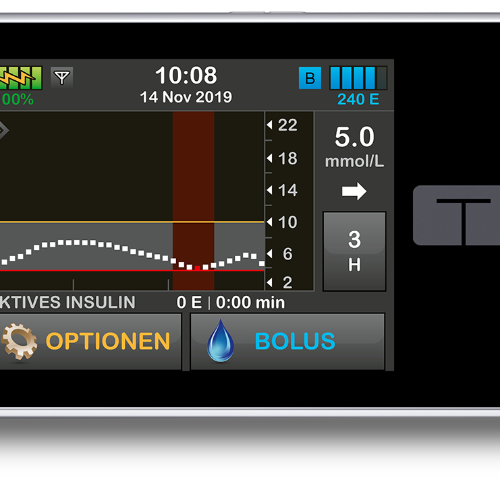 10:08
14 Nov 2019
00%
B
240 E
22
18
14
10
6
2
5.0
mmol/L
3
H
KTIVES INSULIN 0 E | 0:00 min
OPTIONEN
BOLUS
T